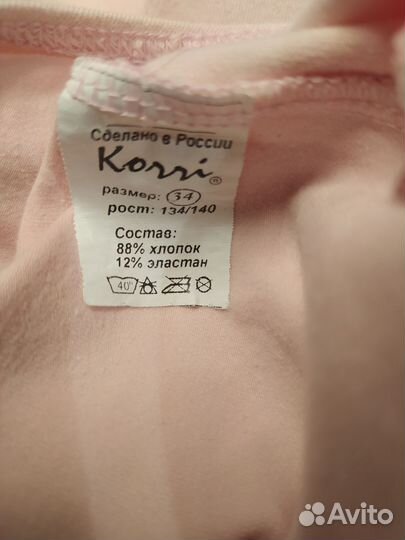 Сделано в России
Korri®
размер: 34
рост: 134/140
Состав:
88% хлопок
12% эластан
40°
Avito